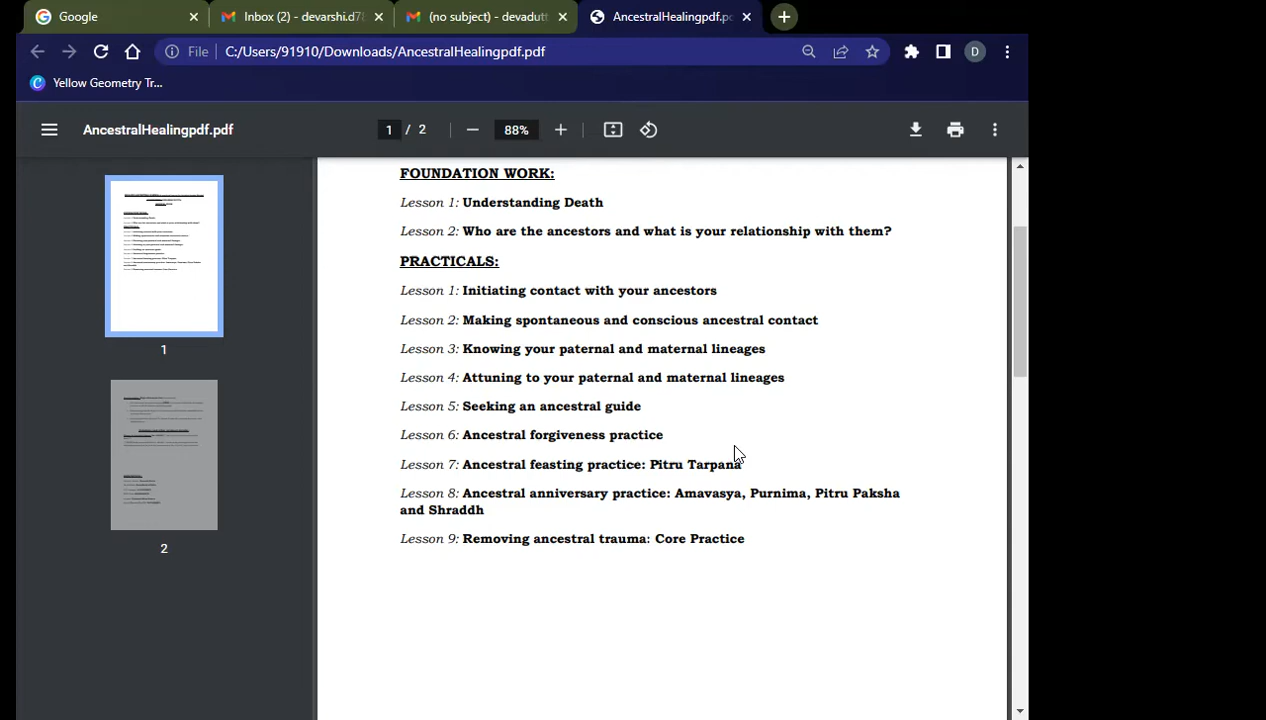 Google
Inbox (2) - devarshi.d78
(no subject) - devadutt
AncestralHealingpdf.pd
File C:/Users/91910/Downloads/AncestralHealingpdf.pdf
D
Yellow Geometry Tr...
AncestralHealingpdf.pdf
1 / 2
88%
FOUNDATION WORK:
Lesson 1: Understanding Death
Lesson 2: Who are the ancestors and what is your relationship with them?
PRACTICALS:
Lesson 1: Initiating contact with your ancestors
Lesson 2: Making spontaneous and conscious ancestral contact
Lesson 3: Knowing your paternal and maternal lineages
Lesson 4: Attuning to your paternal and maternal lineages
Lesson 5: Seeking an ancestral guide
Lesson 6: Ancestral forgiveness practice
Lesson 7: Ancestral feasting practice: Pitru Tarpana
Lesson 8: Ancestral anniversary practice: Amavasya, Purnima, Pitru Paksha
and Shraddh
Lesson 9: Removing ancestral trauma: Core Practice
1
2